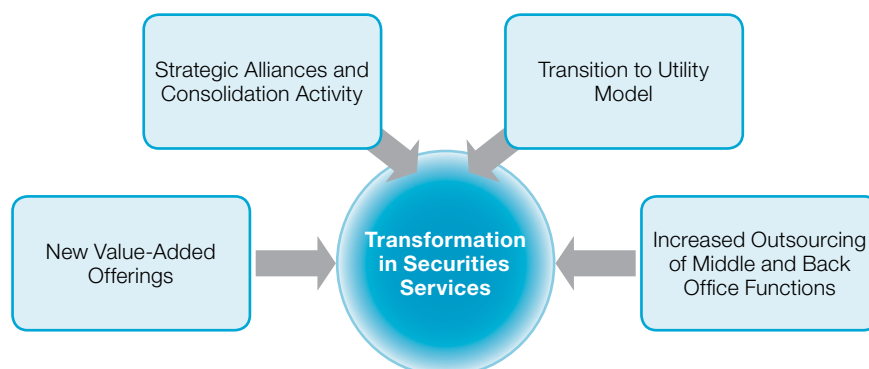 Strategic Alliances and
Consolidation Activity
Transition to Utility
Model
New Value-Added
Offerings
Transformation
in Securities
Services
Increased Outsourcing
of Middle and Back
Office Functions